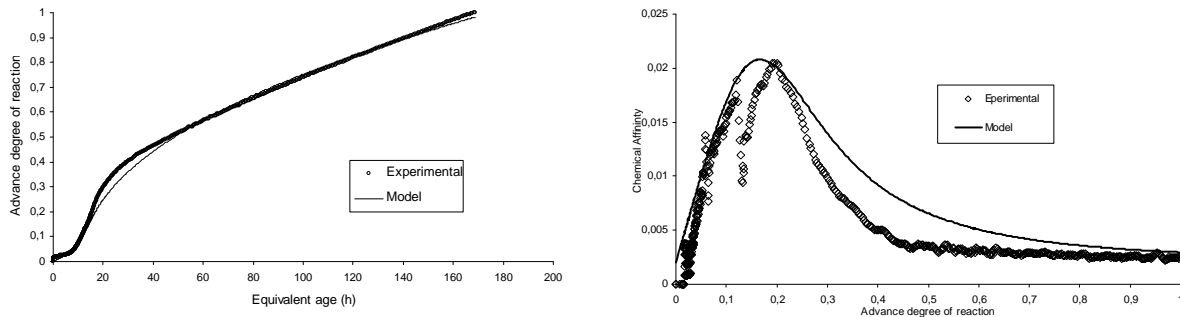 1
0,9
0,8
0,7
0,6
0,5
0,4
0,3
0,2
0,1
0
0 20 40 60 80 100 120 140 160 180 200
Advance degree of reaction
Equivalent age (h)
Experimental
Model
0,025
0,02
0,015
0,01
0,005
0
0 0,1 0,2 0,3 0,4 0,5 0,6 0,7 0,8 0,9 1
Chemical Affininty
Advance degree of reaction
Eperimental
Model